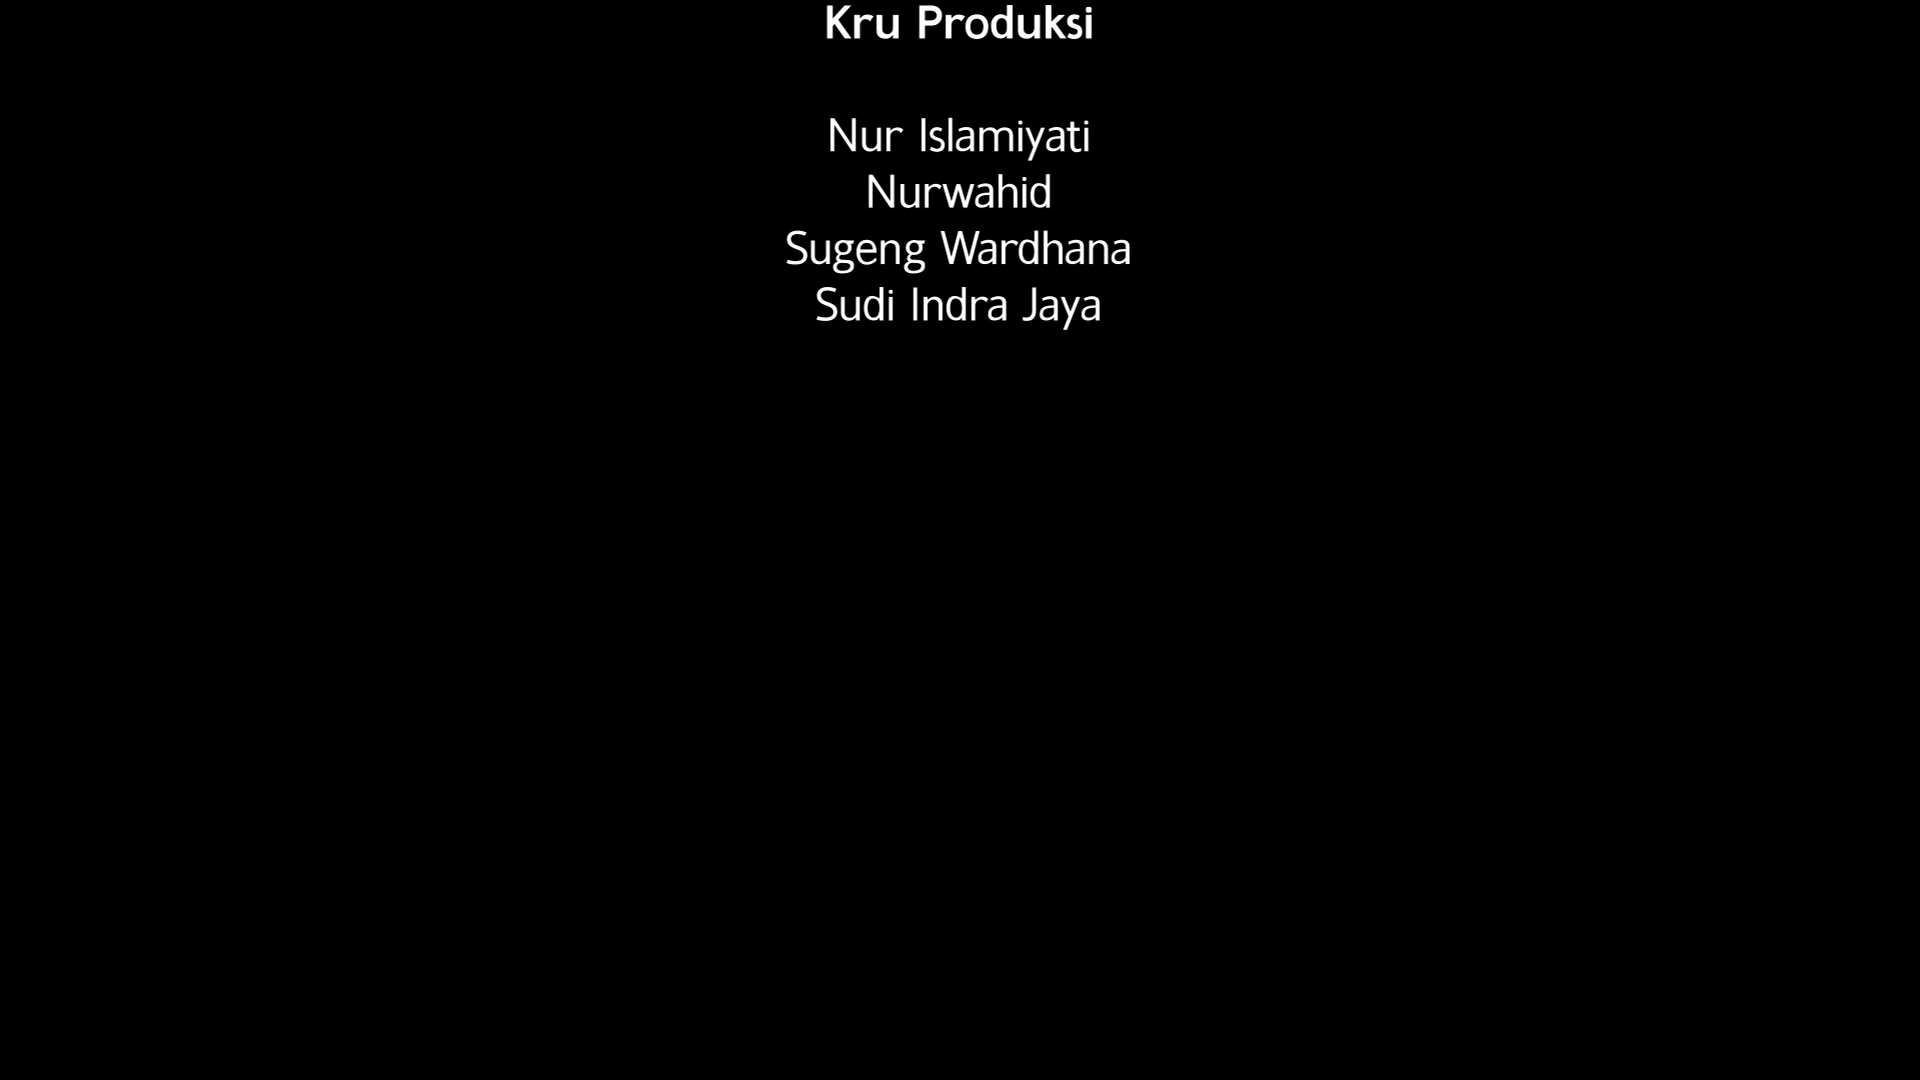 Kru Produksi
Nur Islamiyati
Nurwahid
Sugeng Wardhana
Sudi Indra Jaya